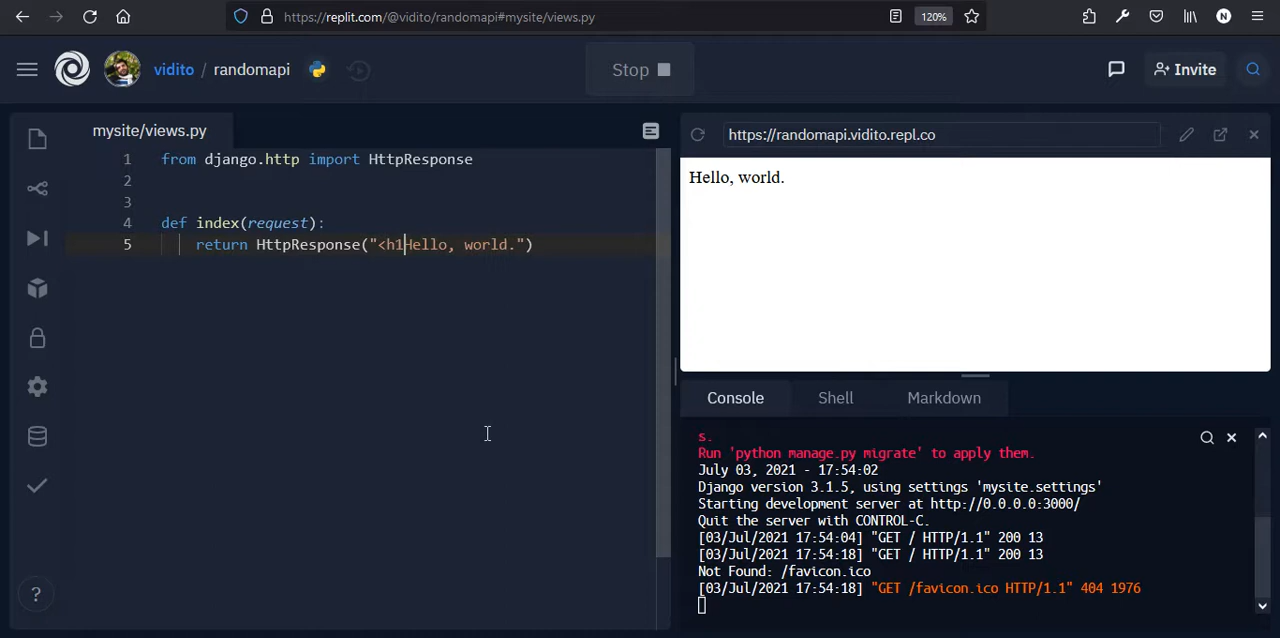 https://replit.com/@vidito/randomapi#mysite/views.py
120%
N
vidito / randomapi
Stop
Invite
mysite/views.py
1 from django.http import HttpResponse
2
3
4 def index(request):
5 return HttpResponse("<h1Hello, world.")
?
https://randomapi.vidito.repl.co
Hello, world.
Console Shell Markdown
s.
Run 'python manage.py migrate' to apply them.
July 03, 2021 - 17:54:02
Django version 3.1.5, using settings 'mysite.settings'
Starting development server at http://0.0.0.0:3000/
Quit the server with CONTROL-C.
[03/Jul/2021 17:54:04] "GET / HTTP/1.1" 200 13
[03/Jul/2021 17:54:18] "GET / HTTP/1.1" 200 13
Not Found: /favicon.ico
[03/Jul/2021 17:54:18] "GET /favicon.ico HTTP/1.1" 404 1976